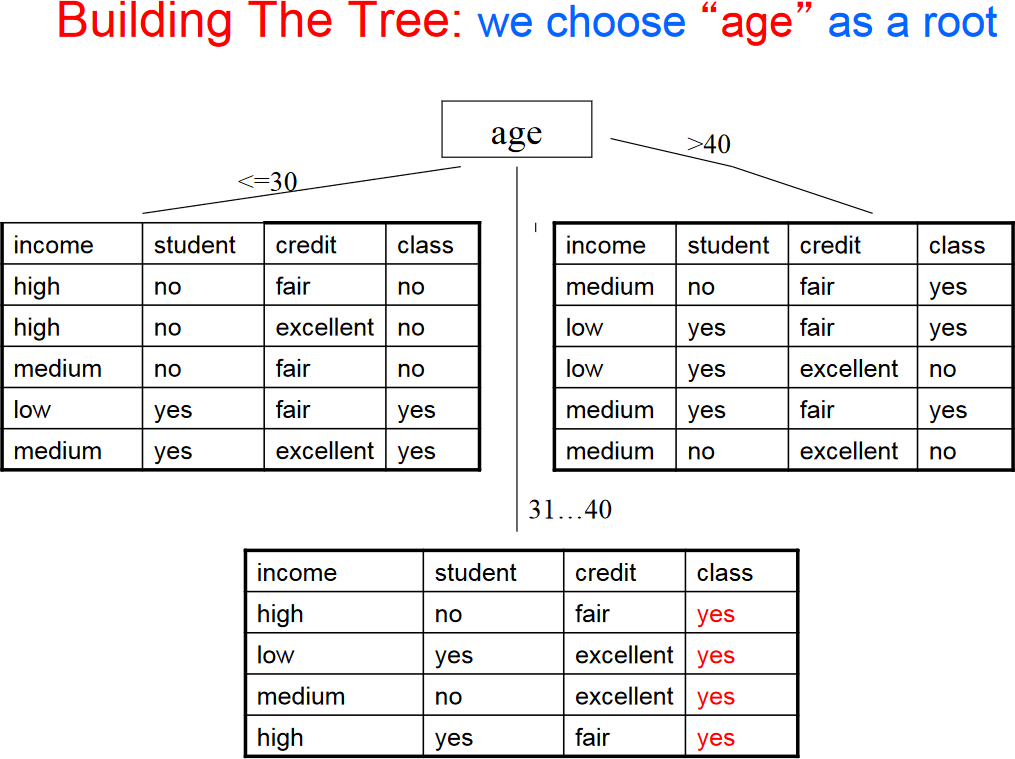 Building The Tree: we choose “age” as a root
age
<=30
>40
income student credit class
high no fair no
high no excellent no
medium no fair no
low yes fair yes
medium yes excellent yes
income student credit class
medium no fair yes
low yes fair yes
low yes excellent no
medium yes fair yes
medium no excellent no
31…40
income student credit class
high no fair yes
low yes excellent yes
medium no excellent yes
high yes fair yes